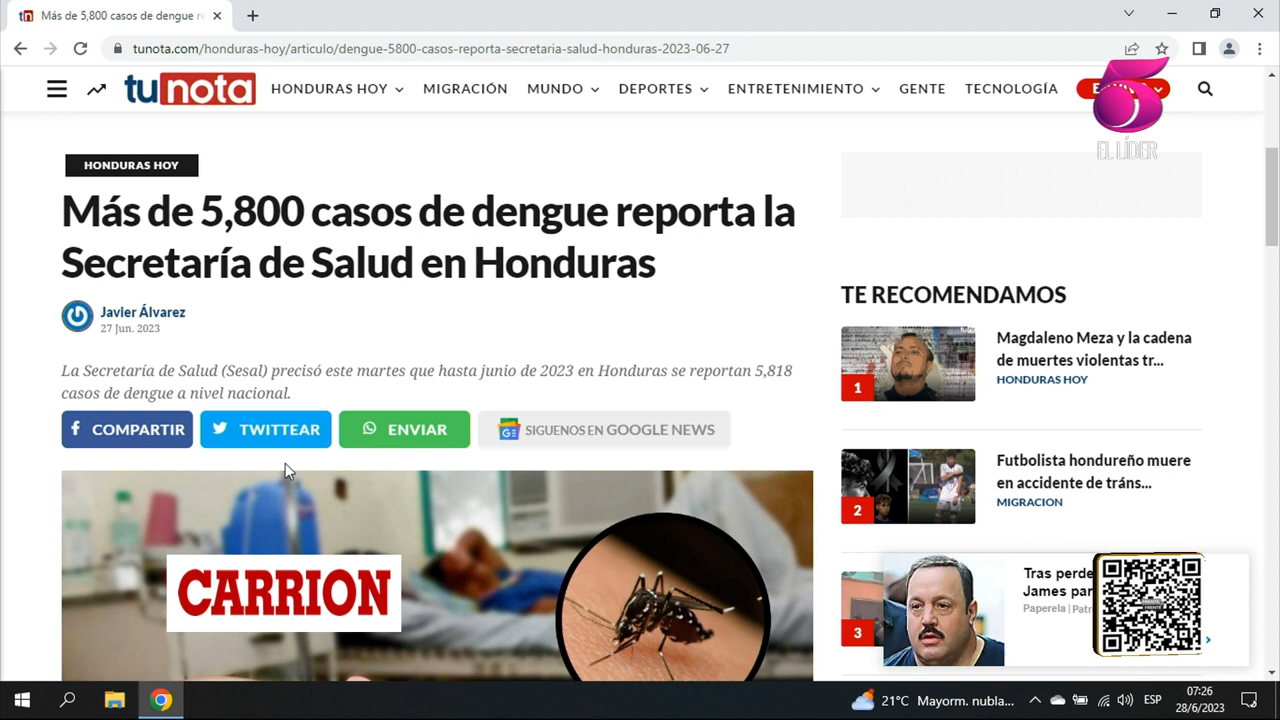 Más de 5,800 casos de dengue re
tunota.com/honduras-hoy/articulo/dengue-5800-casos-reporta-secretaria-salud-honduras-2023-06-27
tunota
HONDURAS HOY
MIGRACIÓN
MUNDO
DEPORTES
ENTRETENIMIENTO
GENTE
TECNOLOGÍA
5
EL LÍDER
HONDURAS HOY
Más de 5,800 casos de dengue reporta la
Secretaría de Salud en Honduras
Javier Álvarez
27 Jun. 2023
La Secretaría de Salud (Sesal) precisó este martes que hasta junio de 2023 en Honduras se reportan 5,818
casos de dengue a nivel nacional.
COMPARTIR
TWITTEAR
ENVIAR
SIGUENOS EN GOOGLE NEWS
CARRION
TE RECOMENDAMOS
1
Magdaleno Meza y la cadena
de muertes violentas tr...
HONDURAS HOY
2
Futbolista hondureño muere
en accidente de tráns...
MIGRACION
3
Tras perde
James par
Paperela | Patr
FRENTE
21°C Mayorm. nubla...
ESP
07:26
28/6/2023